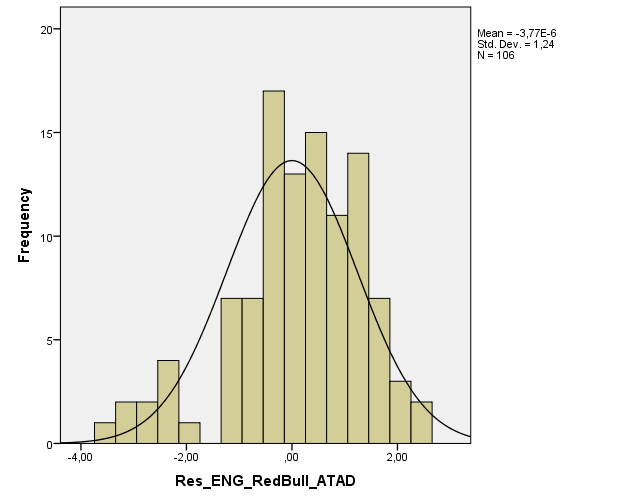 20
15
10
5
0
Frequency
-4,00
-2,00
,00
2,00
Res_ENG_RedBull_ATAD
Mean = -3,77E-6
Std. Dev. = 1,24
N = 106